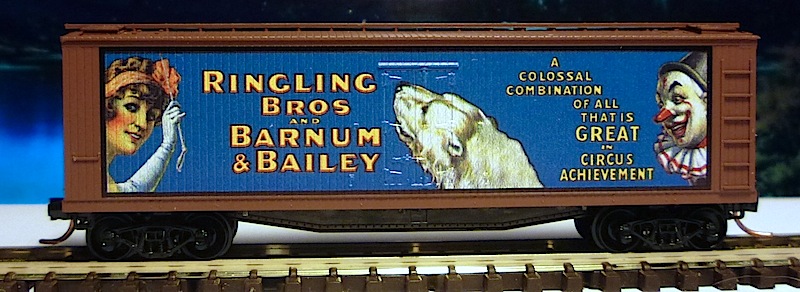 RINGLING
BROS
AND
BARNUM
& BAILEY
A
COLOSSAL
COMBINATION
OF ALL
THAT IS
GREAT
IN
CIRCUS
ACHIEVEMENT